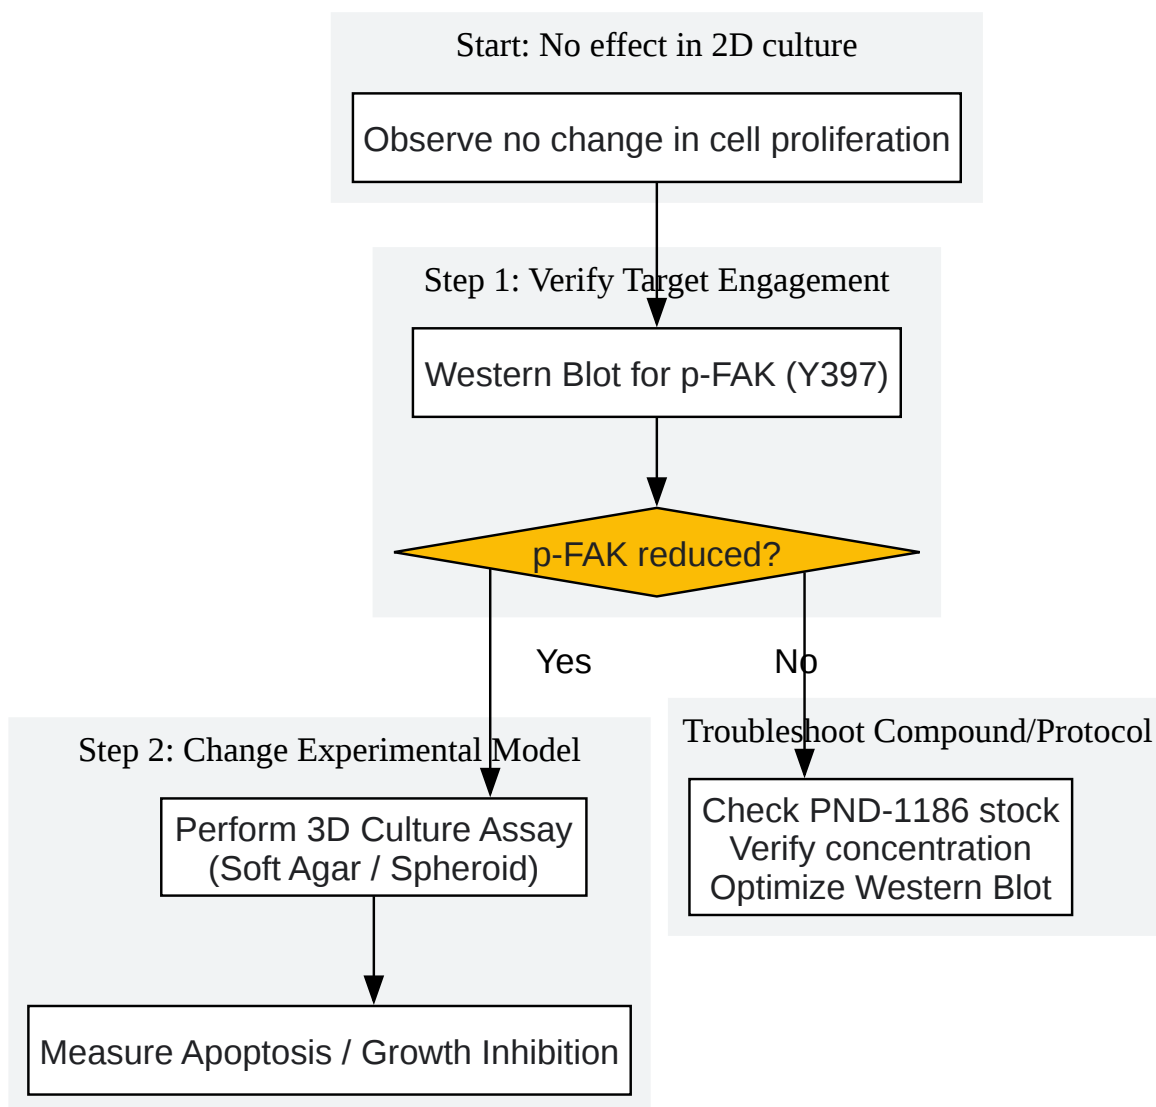 Start: No effect in 2D culture
Observe no change in cell proliferation
Step 1: Verify Target Engagement
Western Blot for p-FAK (Y397)
p-FAK reduced?
Yes
No
Step 2: Change Experimental Model
Perform 3D Culture Assay
(Soft Agar / Spheroid)
Measure Apoptosis / Growth Inhibition
Troubleshoot Compound/Protocol
Check PND-1186 stock
Verify concentration
Optimize Western Blot